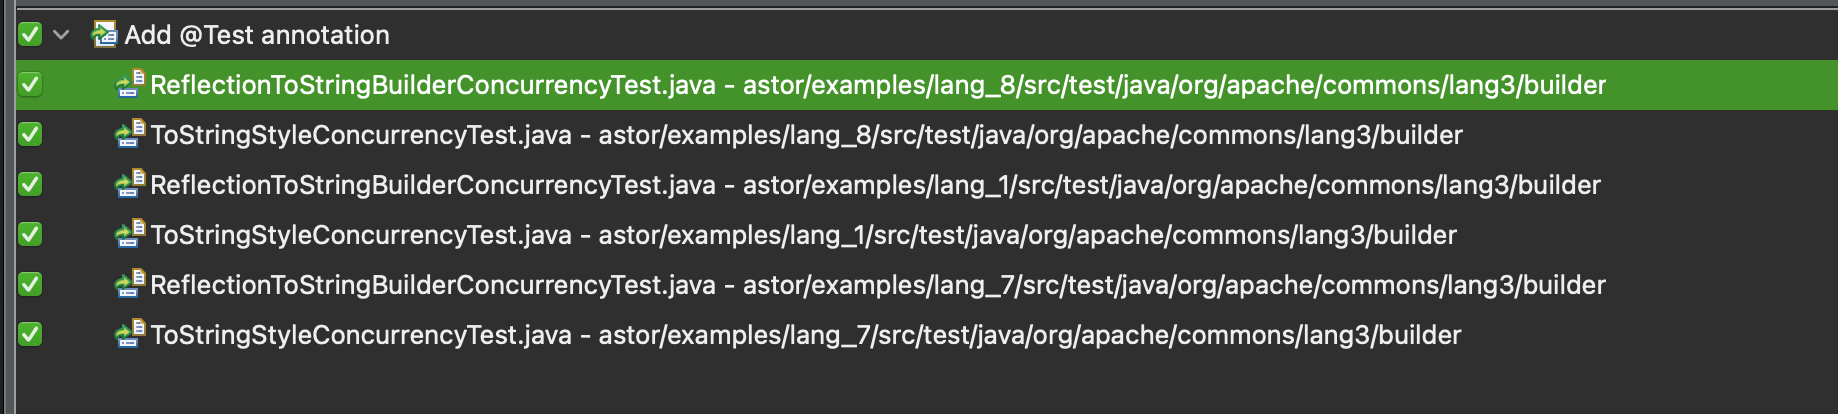 Add @Test annotation
ReflectionToStringBuilderConcurrencyTest.java - astor/examples/lang_8/src/test/java/org/apache/commons/lang3/builder
ToStringStyleConcurrencyTest.java - astor/examples/lang_8/src/test/java/org/apache/commons/lang3/builder
ReflectionToStringBuilderConcurrencyTest.java - astor/examples/lang_1/src/test/java/org/apache/commons/lang3/builder
ToStringStyleConcurrencyTest.java - astor/examples/lang_1/src/test/java/org/apache/commons/lang3/builder
ReflectionToStringBuilderConcurrencyTest.java - astor/examples/lang_7/src/test/java/org/apache/commons/lang3/builder
ToStringStyleConcurrencyTest.java - astor/examples/lang_7/src/test/java/org/apache/commons/lang3/builder